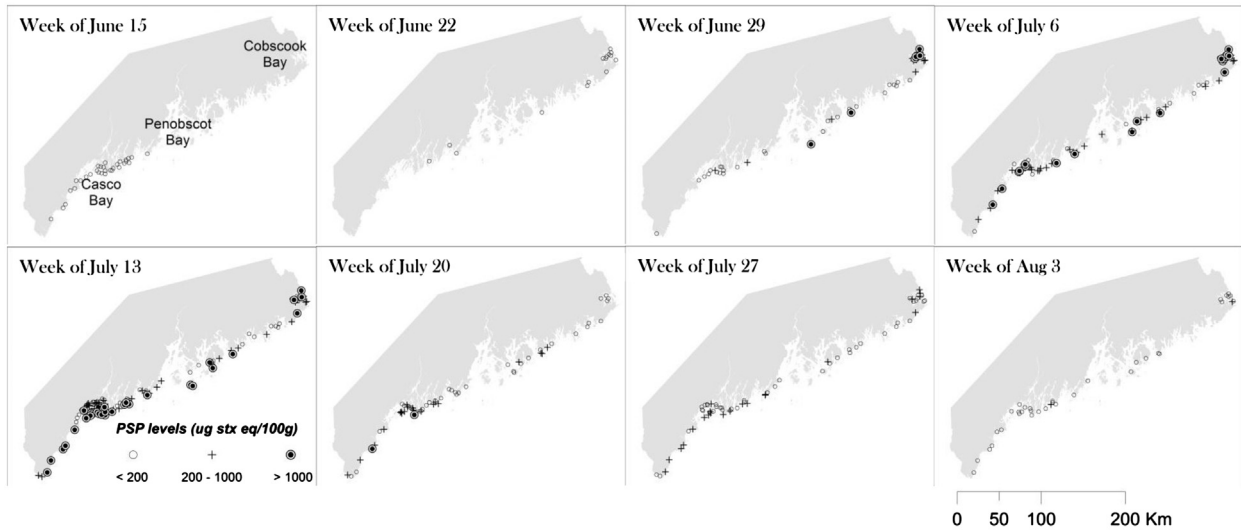 Week of June 15
Cobscook
Bay
Penobscot
Bay
Casco
Bay
Week of June 22
Week of June 29
Week of July 6
Week of July 13
PSP levels (ug stx eq/100g)
< 200
200 - 1000
> 1000
Week of July 20
Week of July 27
Week of Aug 3
0 50 100 200 Km